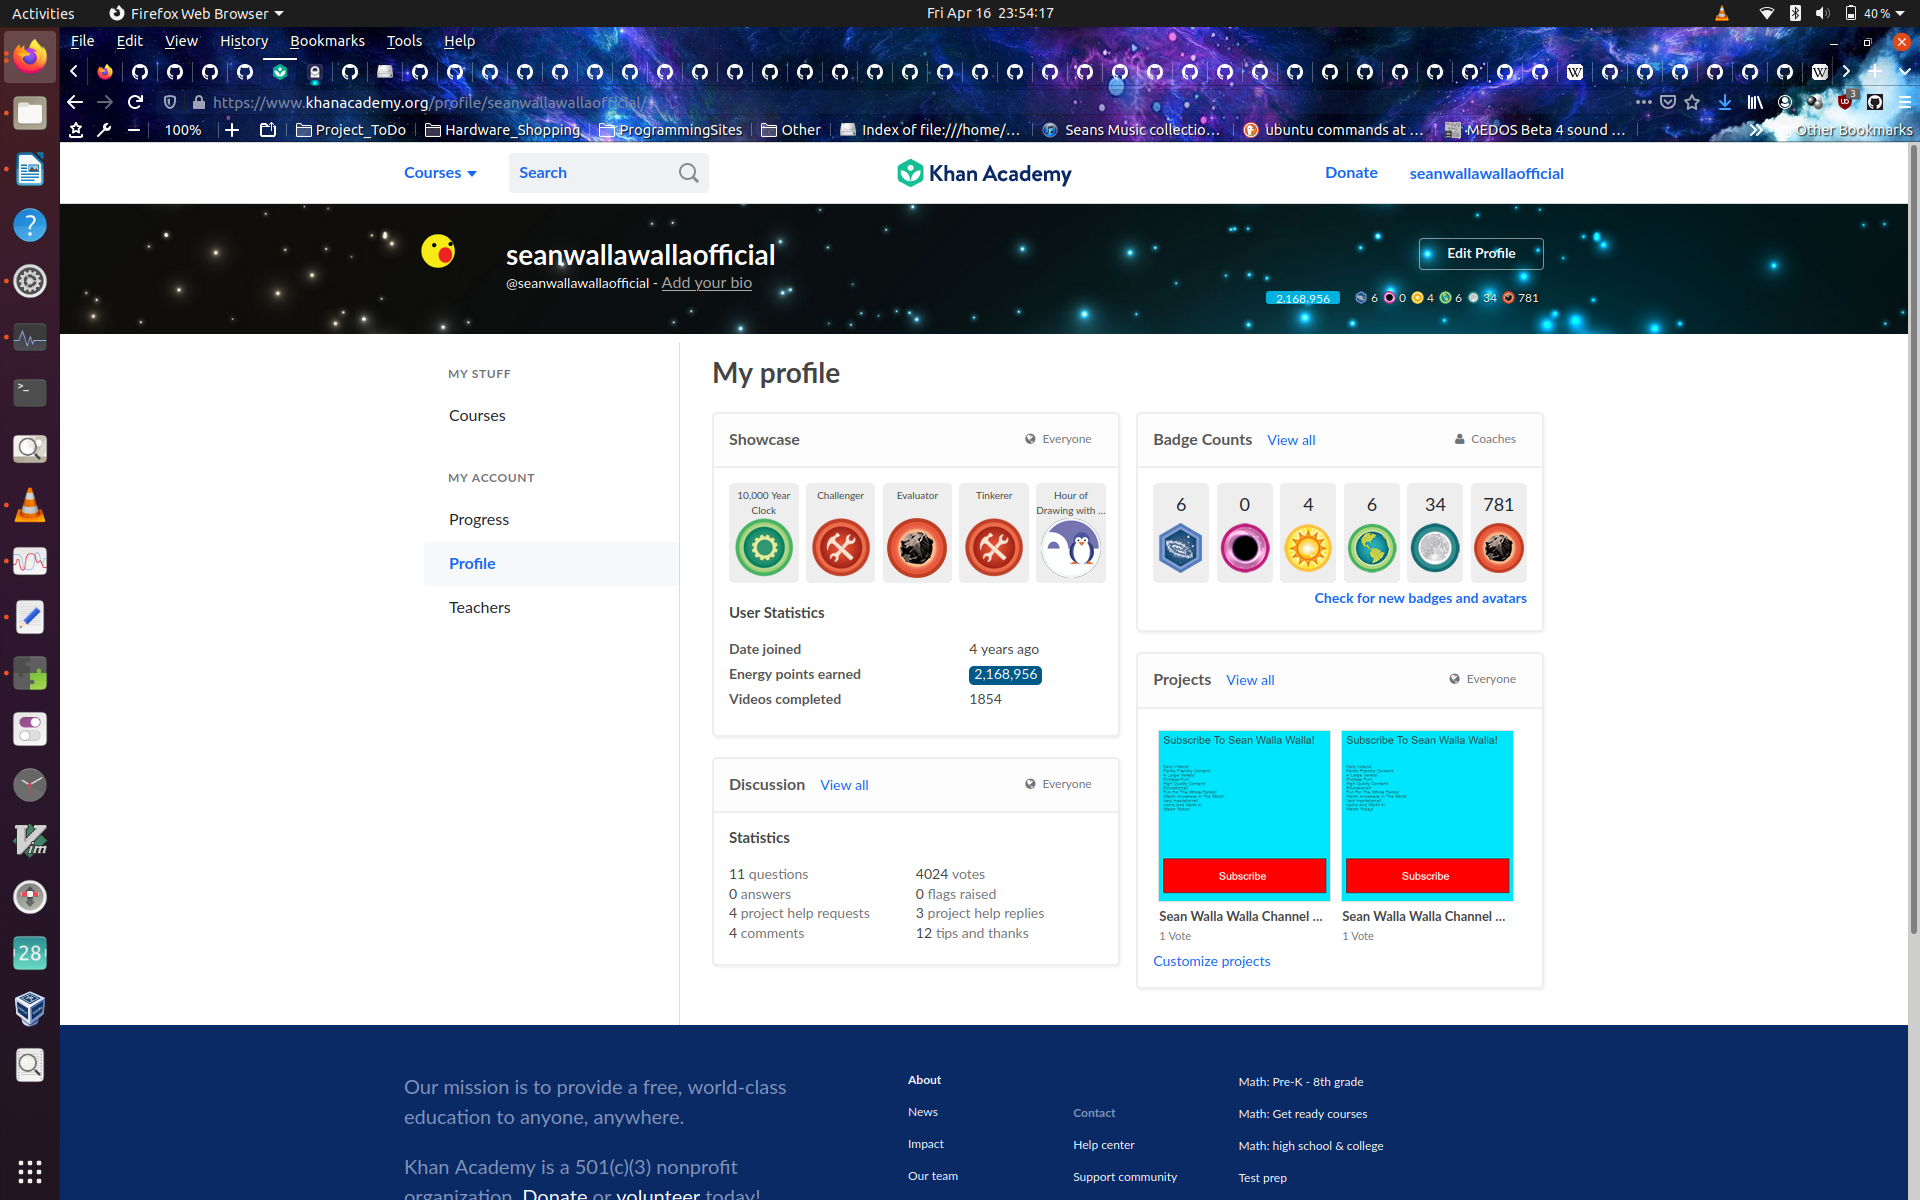 Activities
Firefox Web Browser
Fri Apr 16  23:54:17
40 %
File Edit View History Bookmarks Tools Help
https://www.khanacademy.org/profile/seanwallawallaofficial/
3
100%
Project_ToDo
Hardware_Shopping
ProgrammingSites
Other
Index of file:///home/...
Seans Music collectio...
ubuntu commands at ...
MEDOS Beta 4 sound ...
Other Bookmarks
Courses
Search
Khan Academy
Donate
seanwallawallaofficial
seanwallawallaofficial
@seanwallawallaofficial - Add your bio
Edit Profile
2,168,956 6 0 4 6 34 781
MY STUFF
Courses
MY ACCOUNT
Progress
Profile
Teachers
My profile
Showcase
Everyone
10,000 Year
Clock
Challenger
Evaluator
Tinkerer
Hour of
Drawing with ...
User Statistics
Date joined 4 years ago
Energy points earned 2,168,956
Videos completed 1854
Badge Counts View all
Coaches
6 0 4 6 34 781
Check for new badges and avatars
Discussion View all
Everyone
Statistics
11 questions 4024 votes
0 answers 0 flags raised
4 project help requests 3 project help replies
4 comments 12 tips and thanks
Projects View all
Everyone
Subscribe To Sean Walla Walla!
Subscribe
Sean Walla Walla Channel ...
1 Vote
Subscribe To Sean Walla Walla!
Subscribe
Sean Walla Walla Channel ...
1 Vote
Customize projects
28
Vim
Our mission is to provide a free, world-class
education to anyone, anywhere.
Khan Academy is a 501(c)(3) nonprofit
organization. Donate or volunteer today!
About
News
Impact
Our team
Contact
Help center
Support community
Math: Pre-K - 8th grade
Math: Get ready courses
Math: high school & college
Test prep